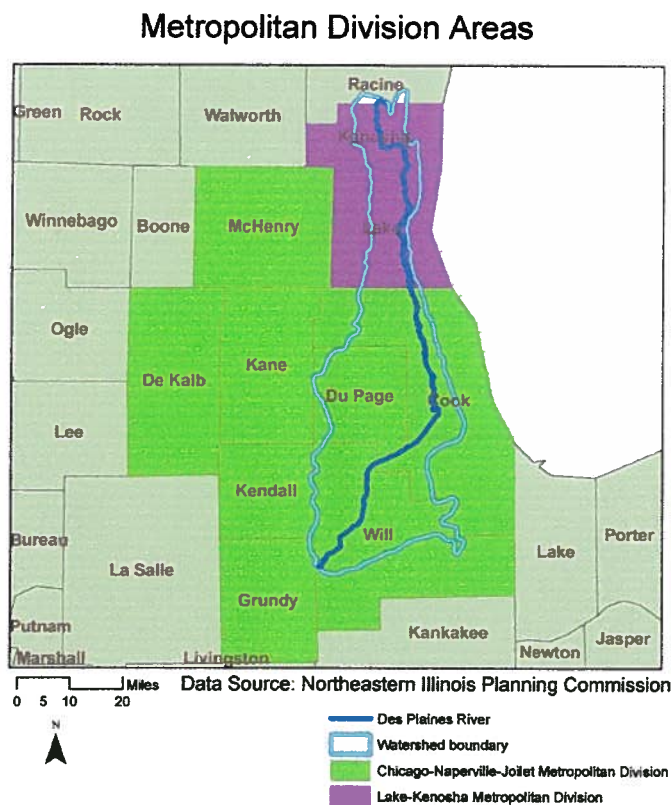 Metropolitan Division Areas
Racine
Green Rock Walworth
Kenosha
Winnebago Boone McHenry
Lake
Ogle
Kane
De Kalb Du Page Cook
Lee
Kendall
Bureau Will Lake Porter
La Salle
Grundy
Putnam Kankakee Jasper
Marshall Livingston Newton
Miles Data Source: Northeastern Illinois Planning Commission
0 5 10 20
N
Des Plaines River
Watershed boundary
Chicago-Naperville-Joilet Metropolitan Division
Lake-Kenosha Metropolitan Division